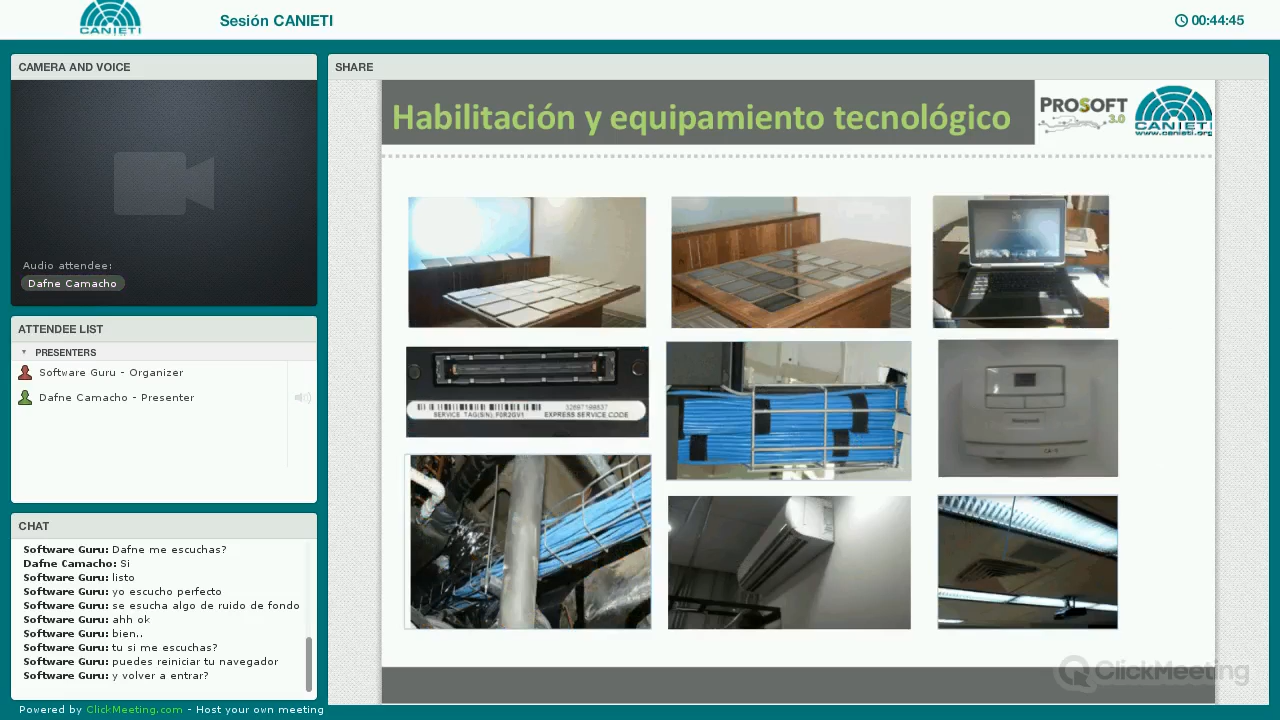 CANIETI
Sesión CANIETI
00:44:45
CAMERA AND VOICE
Audio attendee:
Dafne Camacho
ATTENDEE LIST
PRESENTERS
Software Guru - Organizer
Dafne Camacho - Presenter
CHAT
Software Guru: Dafne me escuchas?
Dafne Camacho: Si
Software Guru: listo
Software Guru: yo escucho perfecto
Software Guru: se escucha algo de ruido de fondo
Software Guru: ahh ok
Software Guru: bien..
Software Guru: tu si me escuchas?
Software Guru: puedes reiniciar tu navegador
Software Guru: y volver a entrar?
Powered by ClickMeeting.com - Host your own meeting
SHARE
Habilitación y equipamiento tecnológico
PROSOFT
3.0
CANIETI
www.canieti.org
SERVICE TAG(S/N)
EXPRESS SERVICE CODE
Honeywell
ClickMeeting